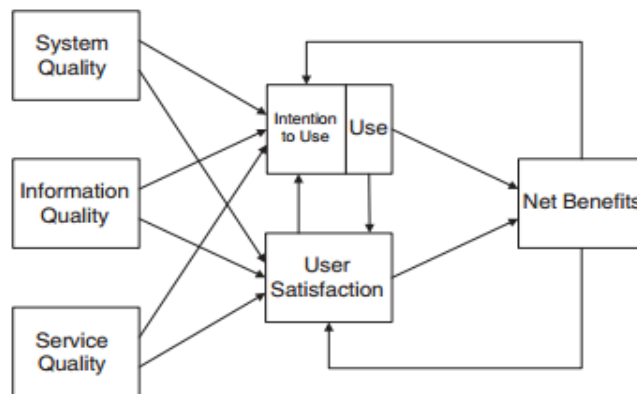 System
Quality
Intention
to Use
Use
Information
Quality
Net Benefits
User
Satisfaction
Service
Quality